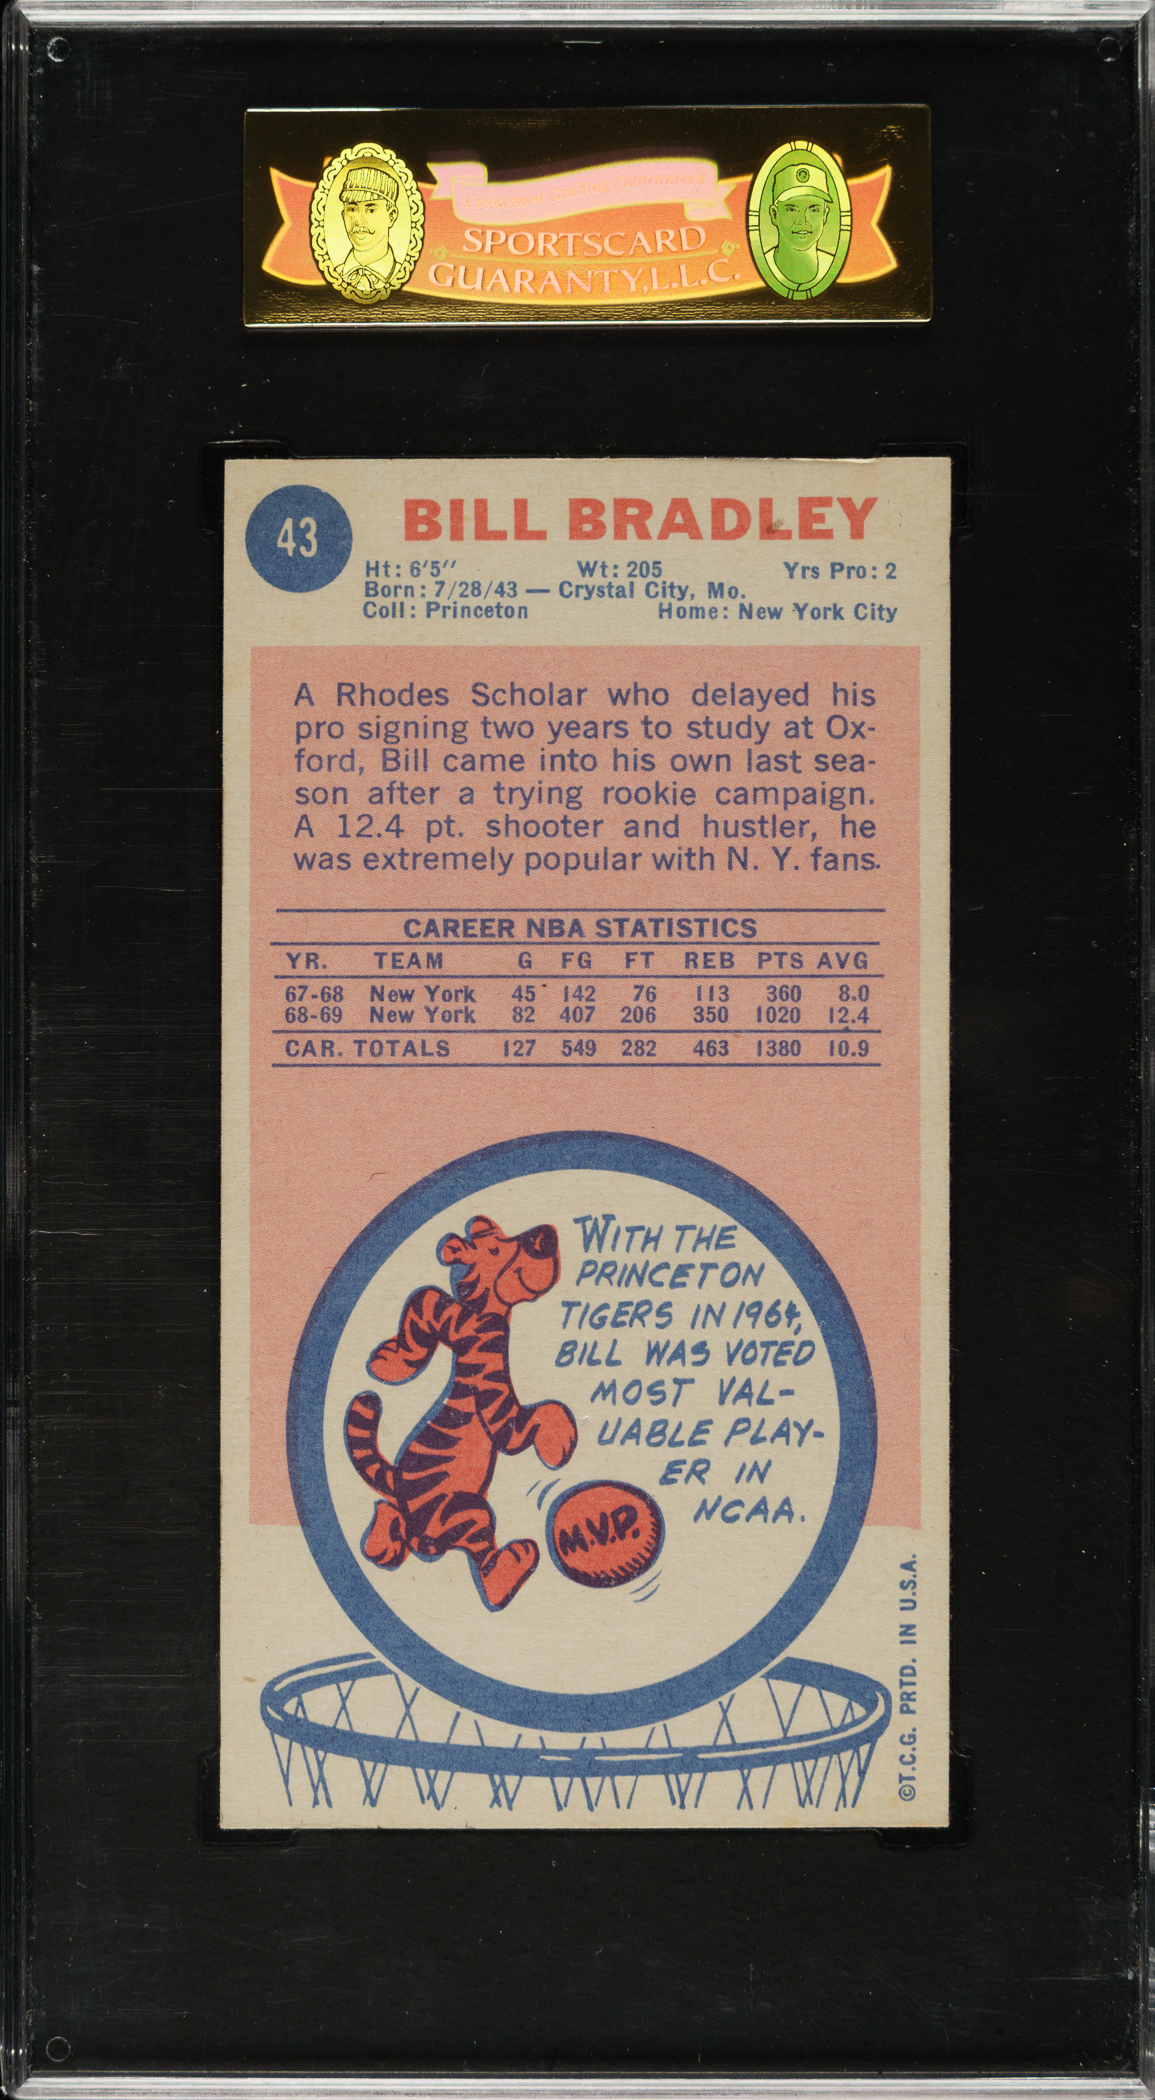 Consistent Grading Guaranteed
SPORTSCARD
GUARANTY, L.L.C.
43
BILL BRADLEY
Ht: 6'5'' Wt: 205 Yrs Pro: 2
Born: 7/28/43 — Crystal City, Mo.
Coll: Princeton Home: New York City
A Rhodes Scholar who delayed his
pro signing two years to study at Ox-
ford, Bill came into his own last sea-
son after a trying rookie campaign.
A 12.4 pt. shooter and hustler, he
was extremely popular with N. Y. fans.
CAREER NBA STATISTICS
YR. TEAM G FG FT REB PTS AVG
67-68 New York 45 142 76 113 360 8.0
68-69 New York 82 407 206 350 1020 12.4
CAR. TOTALS 127 549 282 463 1380 10.9
WITH THE
PRINCETON
TIGERS IN 1964,
BILL WAS VOTED
MOST VAL-
UABLE PLAY-
ER IN
NCAA.
M.V.P.
©T.C.G. PRTD. IN U.S.A.